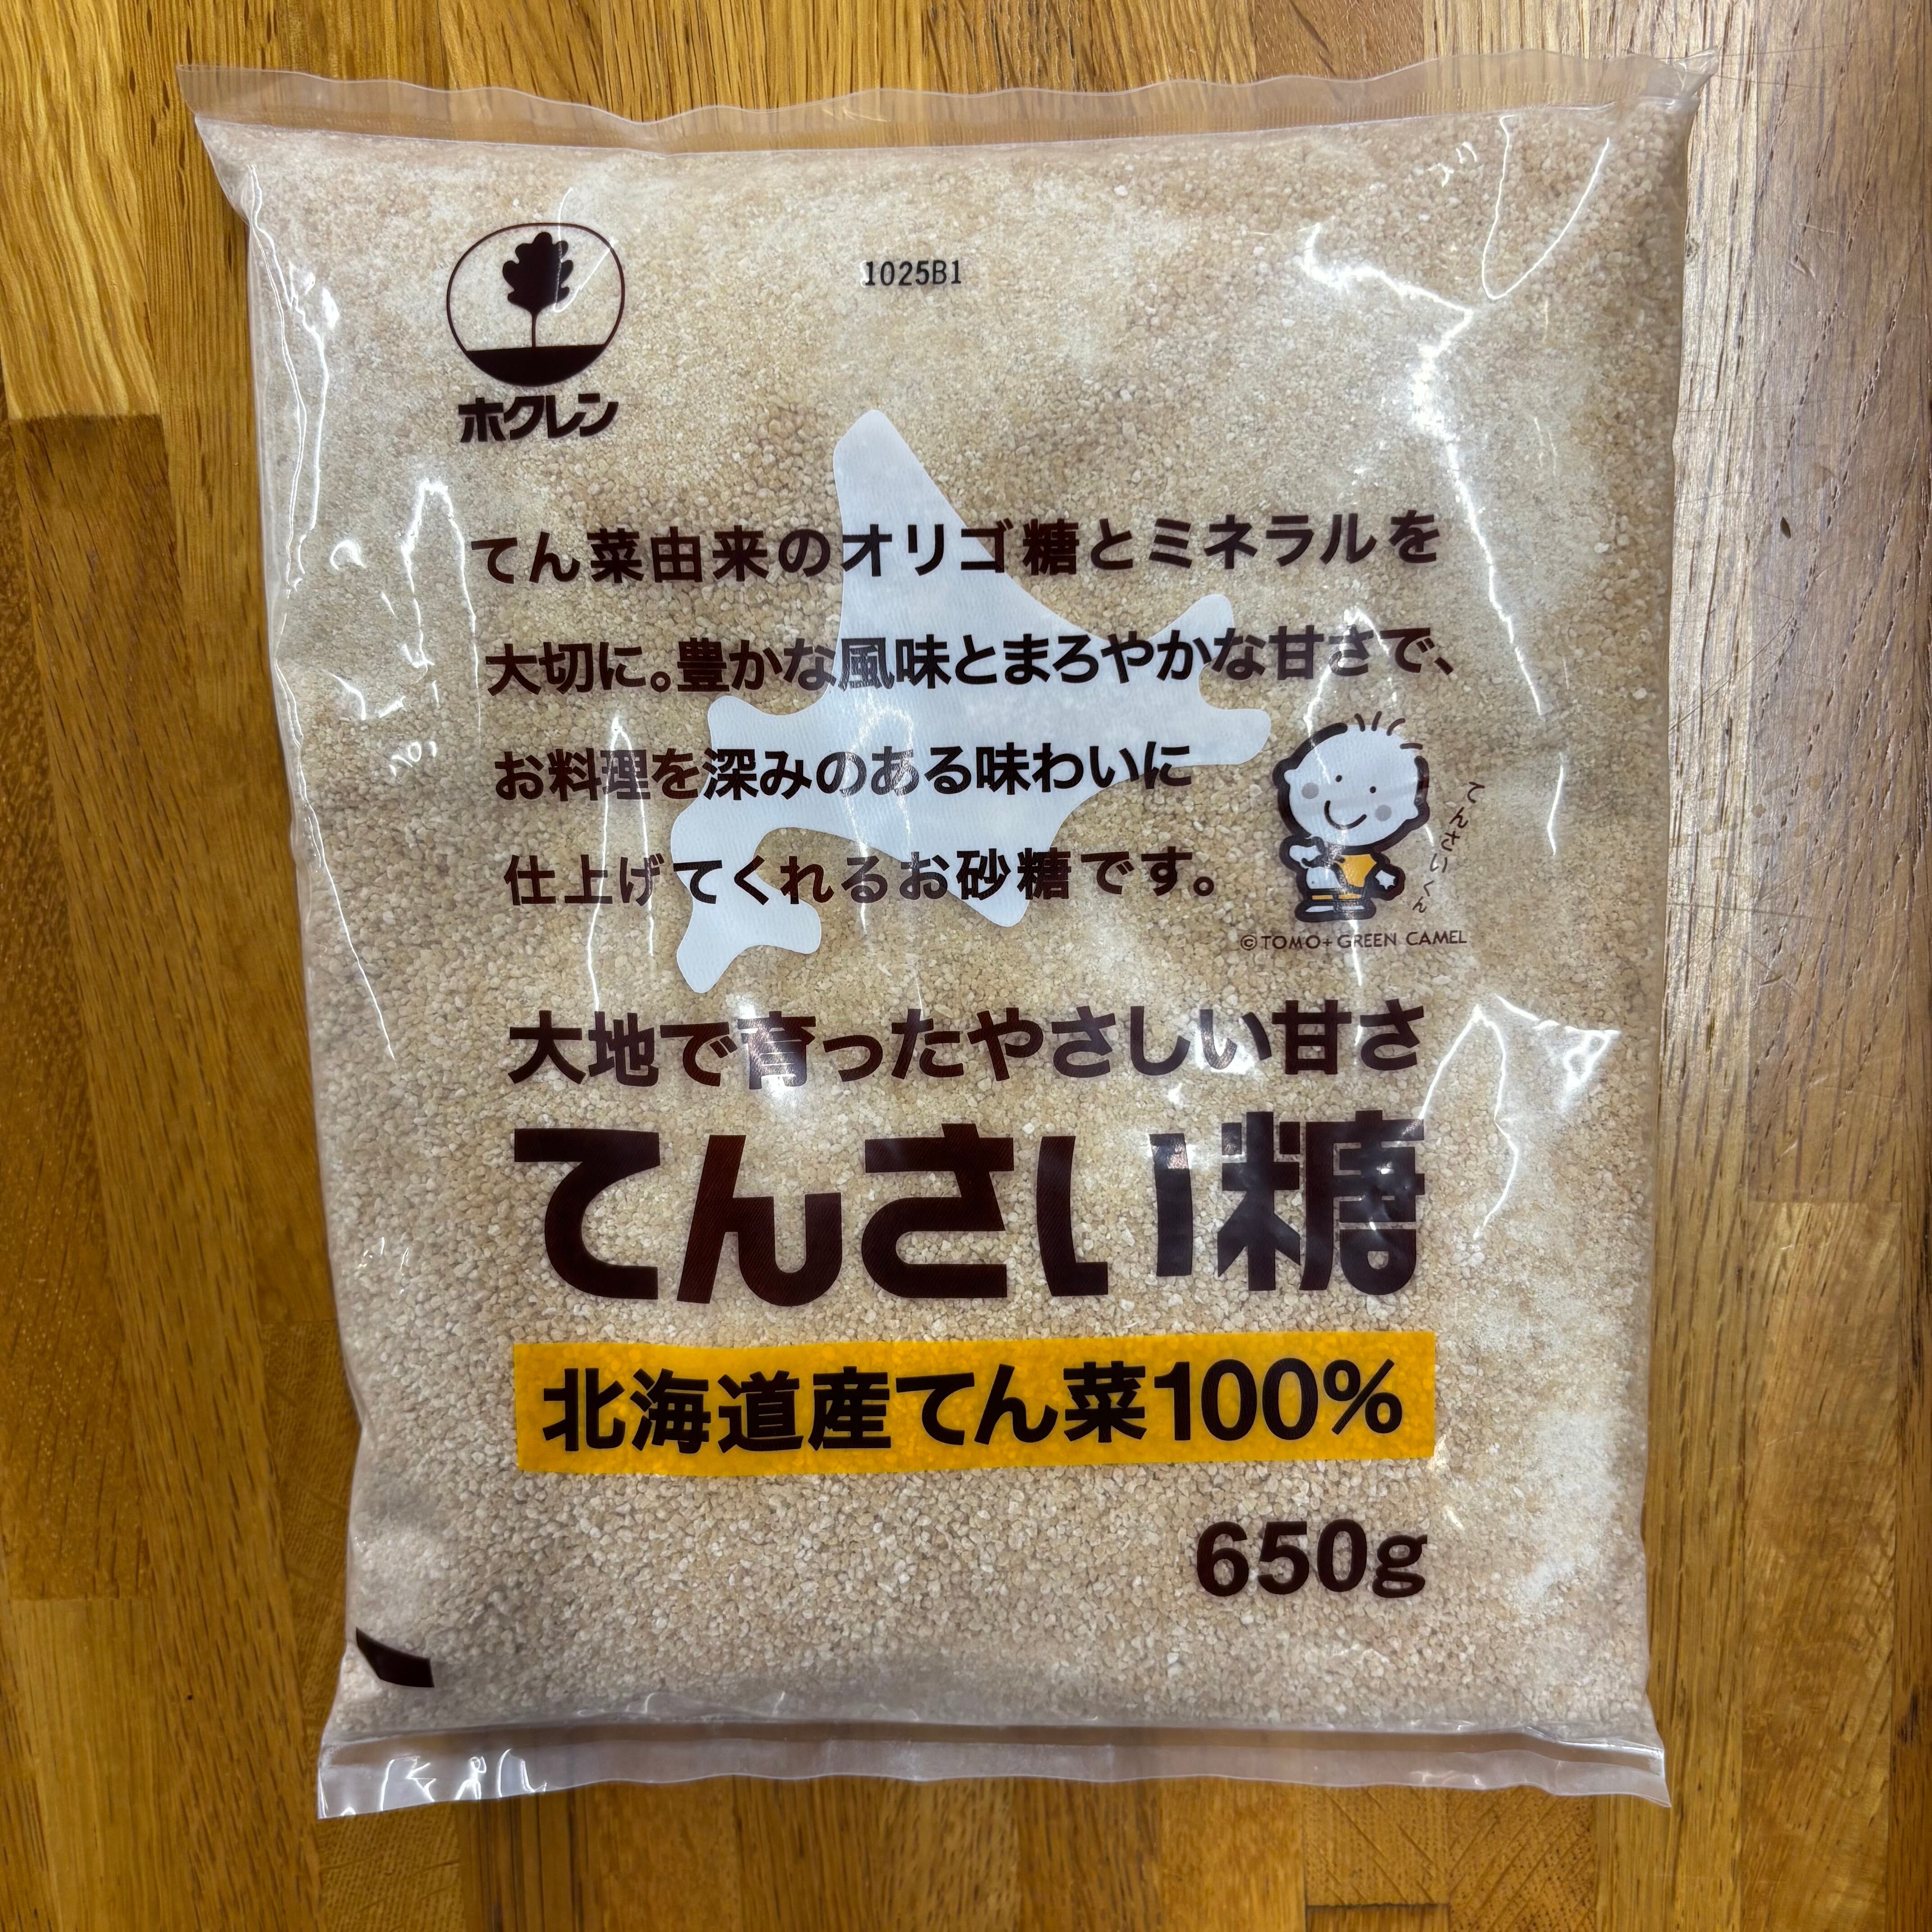 1025B1
ホクレン
てん菜由来のオリゴ糖とミネラルを
大切に。豊かな風味とまろやかな甘さで、
お料理を深みのある味わいに
仕上げてくれるお砂糖です。
てんさいくん
©TOMO+GREEN CAMEL
大地で育ったやさしい甘さ
てんさい糖
北海道産てん菜100%
650g